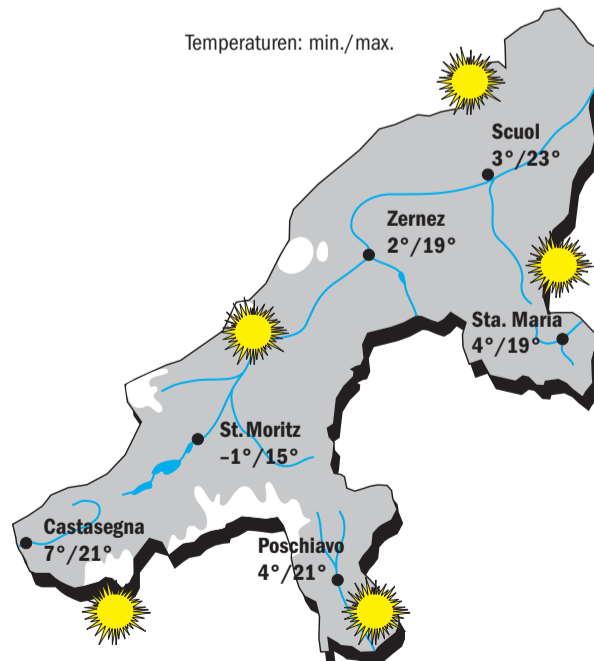 Temperaturen: min./max.
Scuol
3°/23°
Zernez
2°/19°
Sta. Maria
4°/19°
St. Moritz
–1°/15°
Castasegna
7°/21°
Poschiavo
4°/21°